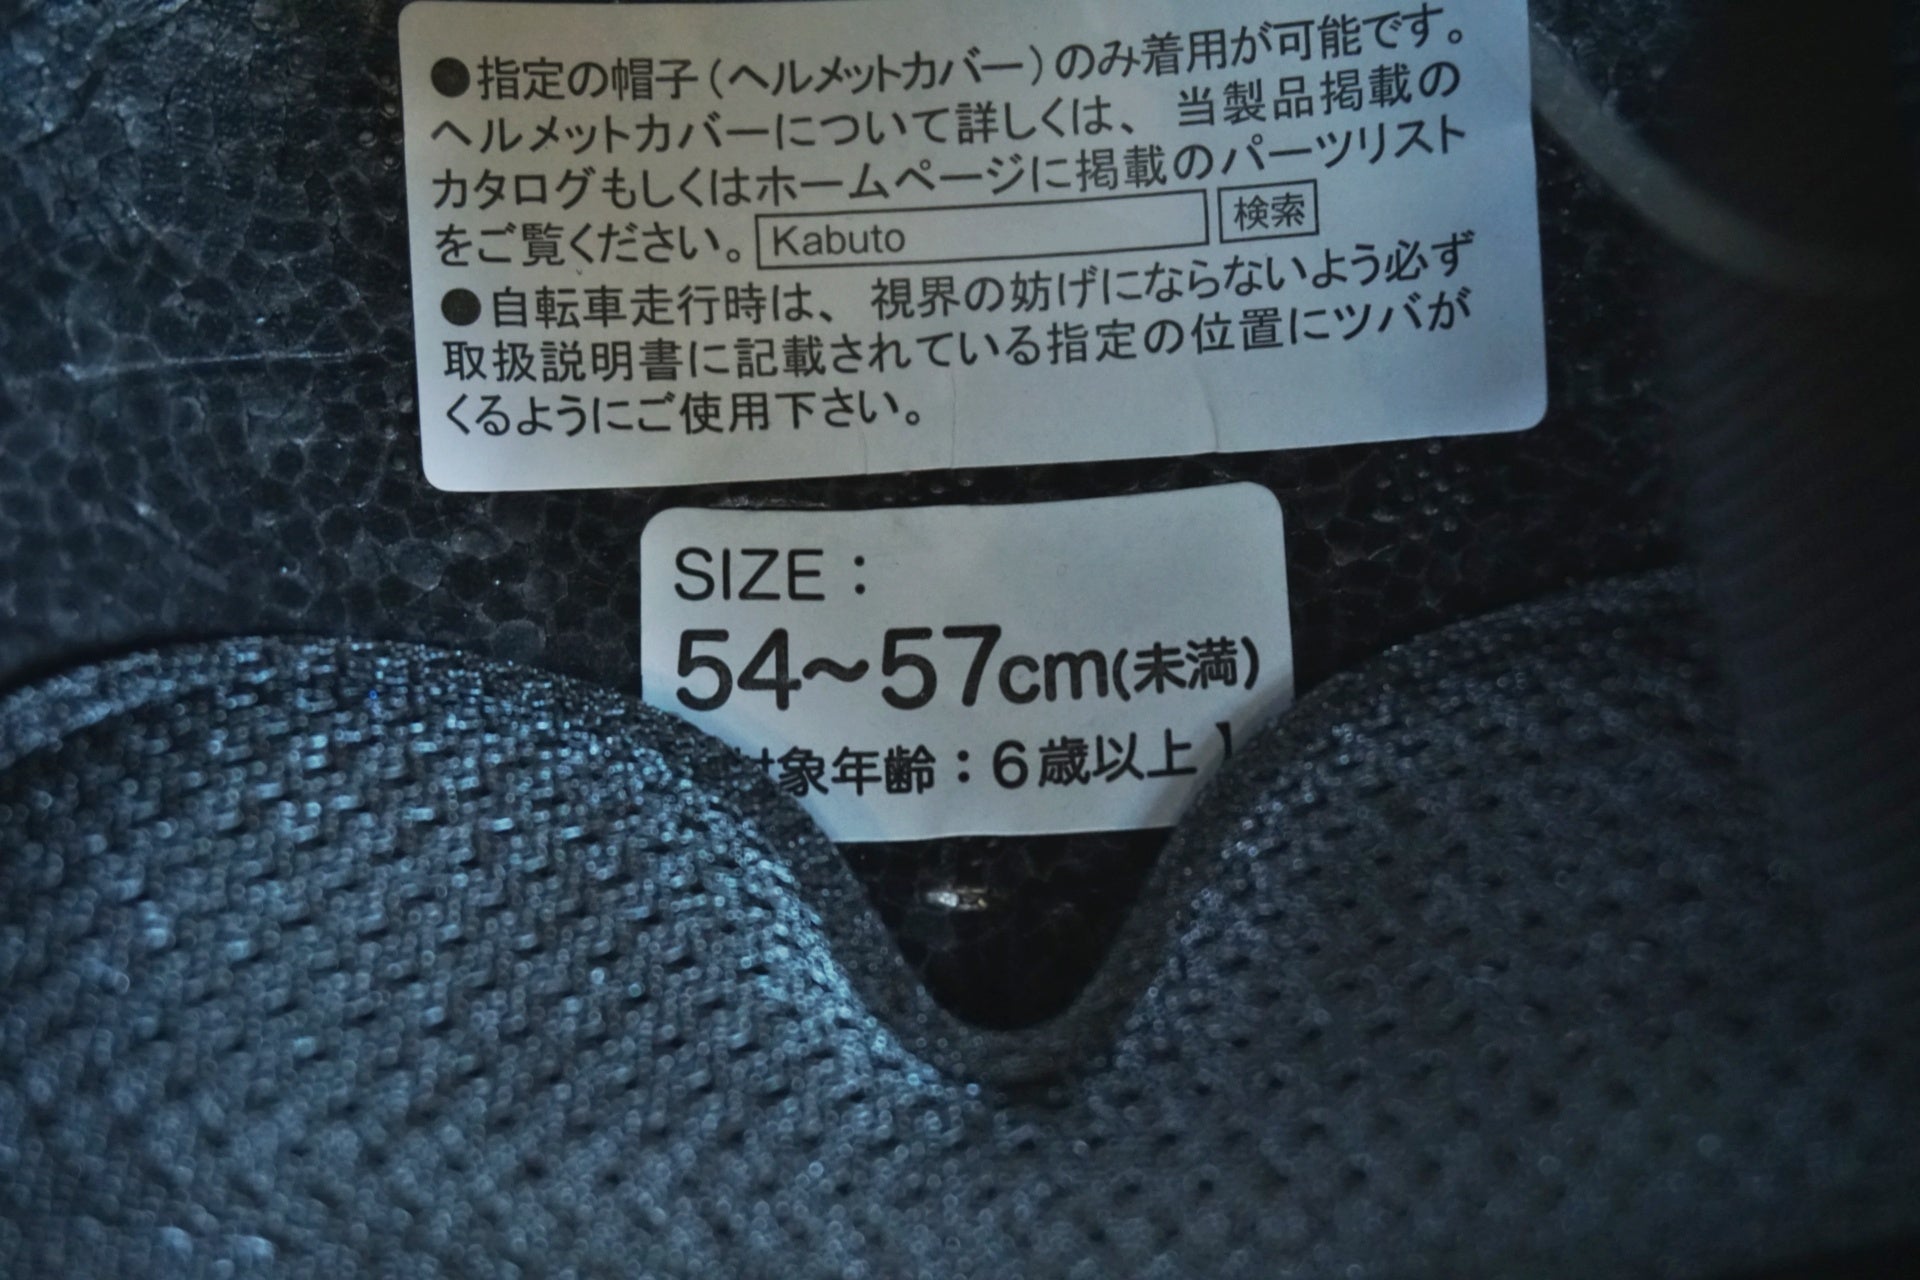 ●指定の帽子(ヘルメットカバー)のみ着用が可能です。
ヘルメットカバーについて詳しくは、当製品掲載の
カタログもしくはホームページに掲載のパーツリスト
をご覧ください。 Kabuto 検索
●自転車走行時は、視界の妨げにならないよう必ず
取扱説明書に記載されている指定の位置にツバが
くるようにご使用下さい。
SIZE：
54～57cm(未満)
対象年齢：6歳以上】